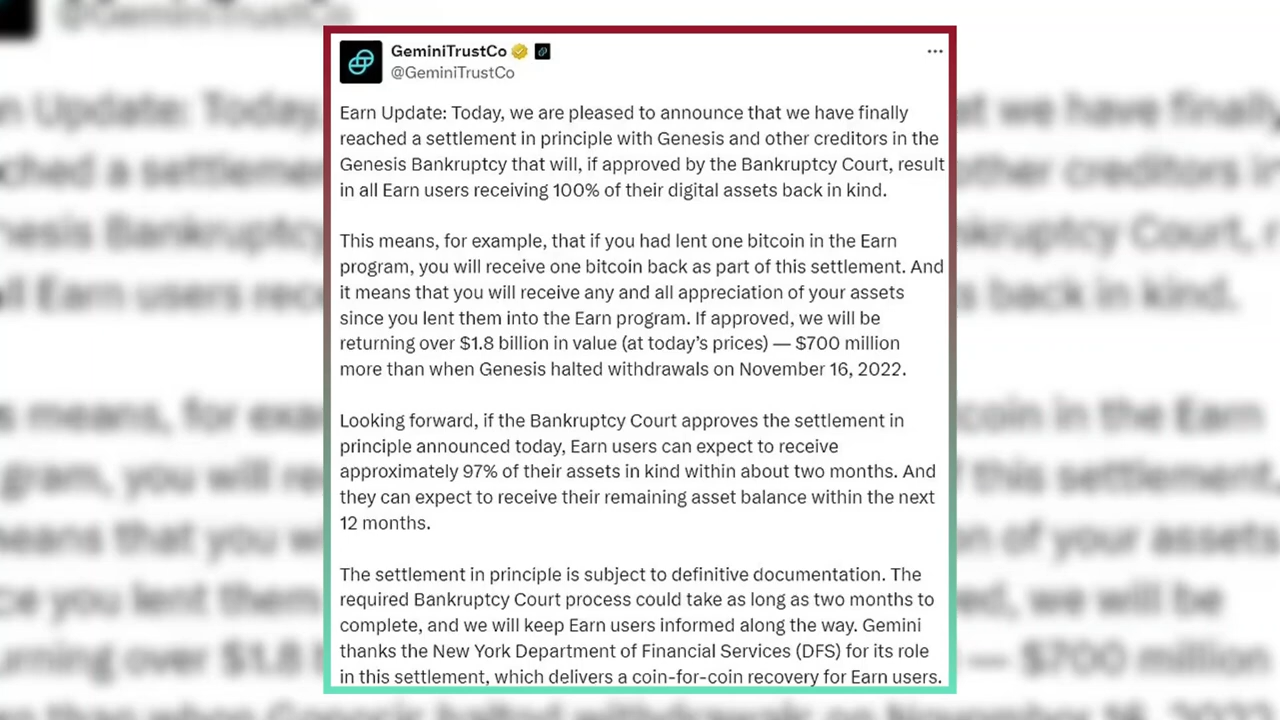 GeminiTrustCo
@GeminiTrustCo
Earn Update: Today, we are pleased to announce that we have finally
reached a settlement in principle with Genesis and other creditors in the
Genesis Bankruptcy that will, if approved by the Bankruptcy Court, result
in all Earn users receiving 100% of their digital assets back in kind.
This means, for example, that if you had lent one bitcoin in the Earn
program, you will receive one bitcoin back as part of this settlement. And
it means that you will receive any and all appreciation of your assets
since you lent them into the Earn program. If approved, we will be
returning over $1.8 billion in value (at today’s prices) — $700 million
more than when Genesis halted withdrawals on November 16, 2022.
Looking forward, if the Bankruptcy Court approves the settlement in
principle announced today, Earn users can expect to receive
approximately 97% of their assets in kind within about two months. And
they can expect to receive their remaining asset balance within the next
12 months.
The settlement in principle is subject to definitive documentation. The
required Bankruptcy Court process could take as long as two months to
complete, and we will keep Earn users informed along the way. Gemini
thanks the New York Department of Financial Services (DFS) for its role
in this settlement, which delivers a coin-for-coin recovery for Earn users.